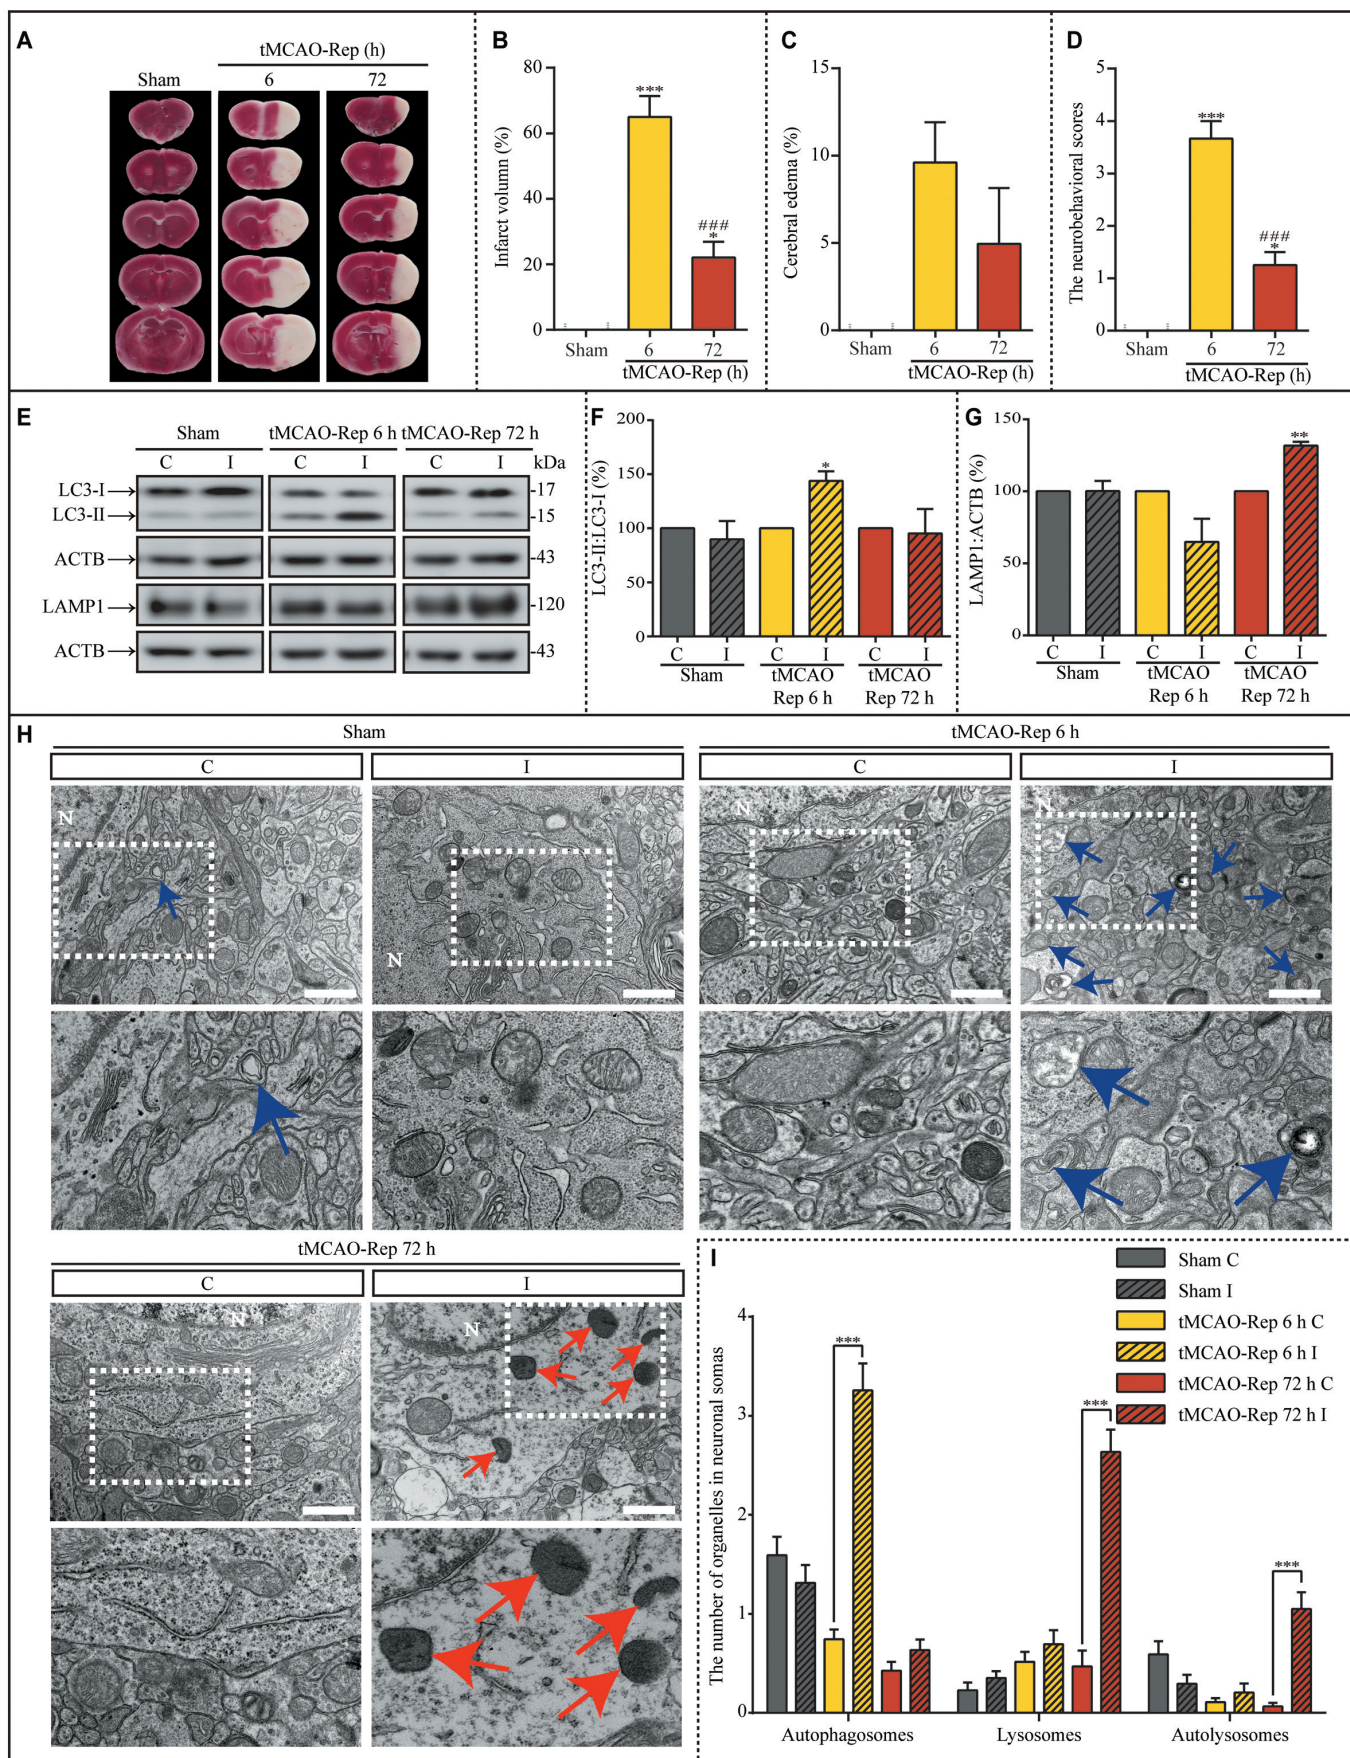 A
tMCAO-Rep (h)
Sham
6
72
B
Infarct volumn (%)
80
60
40
20
0
***
###
*
Sham
6
72
tMCAO-Rep (h)
C
Cerebral edema (%)
15
10
5
0
Sham
6
72
tMCAO-Rep (h)
D
The neurobehavioral scores
5
4
3
2
1
0
***
###
*
Sham
6
72
tMCAO-Rep (h)
E
Sham
tMCAO-Rep 6 h
tMCAO-Rep 72 h
C I C I C I kDa
LC3-I→ -17
LC3-II→ -15
ACTB→ -43
LAMP1→ -120
ACTB→ -43
F
LC3-II:LC3-I (%)
200
150
100
50
0
*
C I C I C I
Sham
tMCAO
Rep 6 h
tMCAO
Rep 72 h
G
LAMP1:ACTB (%)
150
100
50
0
**
C I C I C I
Sham
tMCAO
Rep 6 h
tMCAO
Rep 72 h
H
Sham
tMCAO-Rep 6 h
C
I
C
I
N
N
N
N
tMCAO-Rep 72 h
C
I
N
N
I
Sham C
Sham I
tMCAO-Rep 6 h C
tMCAO-Rep 6 h I
tMCAO-Rep 72 h C
tMCAO-Rep 72 h I
The number of organelles in neuronal somas
4
3
2
1
0
***
***
***
Autophagosomes
Lysosomes
Autolysosomes